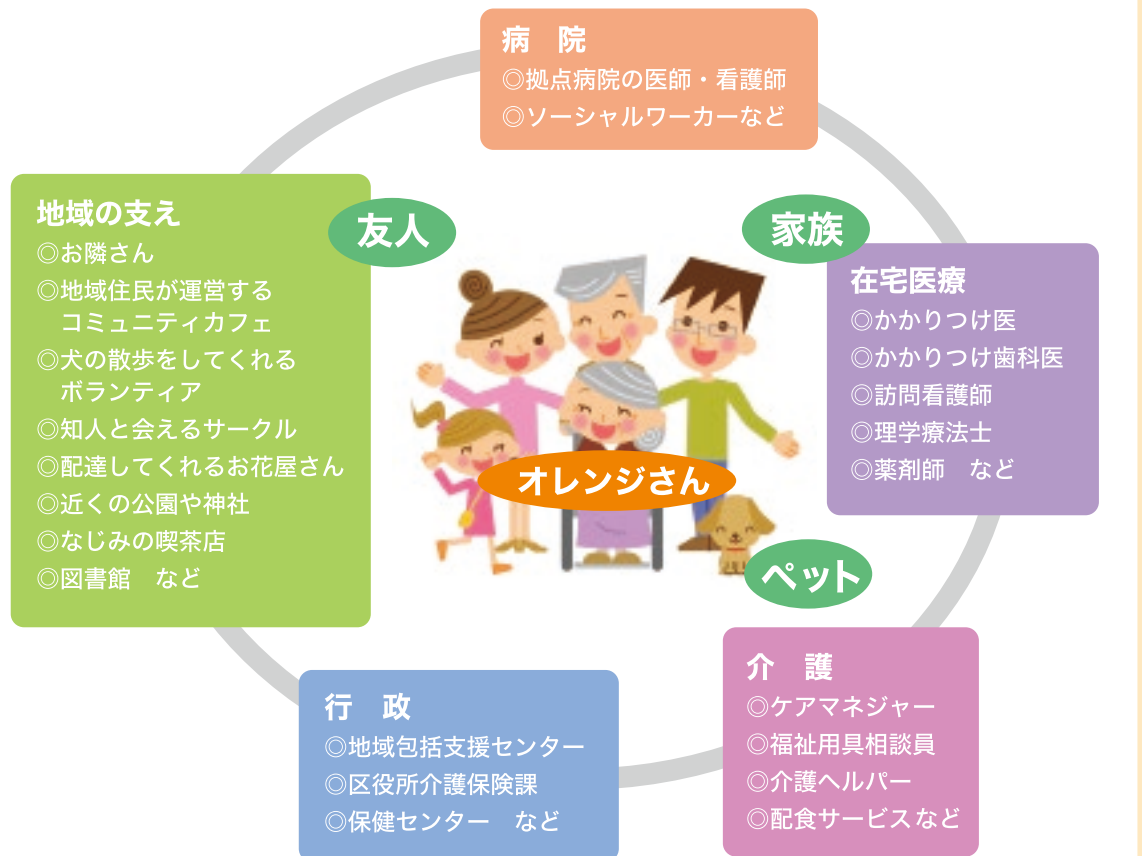 病　院
◎拠点病院の医師・看護師
◎ソーシャルワーカーなど
地域の支え
◎お隣さん
◎地域住民が運営する
コミュニティカフェ
◎犬の散歩をしてくれる
ボランティア
◎知人と会えるサークル
◎配達してくれるお花屋さん
◎近くの公園や神社
◎なじみの喫茶店
◎図書館　など
友人
家族
オレンジさん
ペット
在宅医療
◎かかりつけ医
◎かかりつけ歯科医
◎訪問看護師
◎理学療法士
◎薬剤師　など
行　政
◎地域包括支援センター
◎区役所介護保険課
◎保健センター　など
介　護
◎ケアマネジャー
◎福祉用具相談員
◎介護ヘルパー
◎配食サービスなど